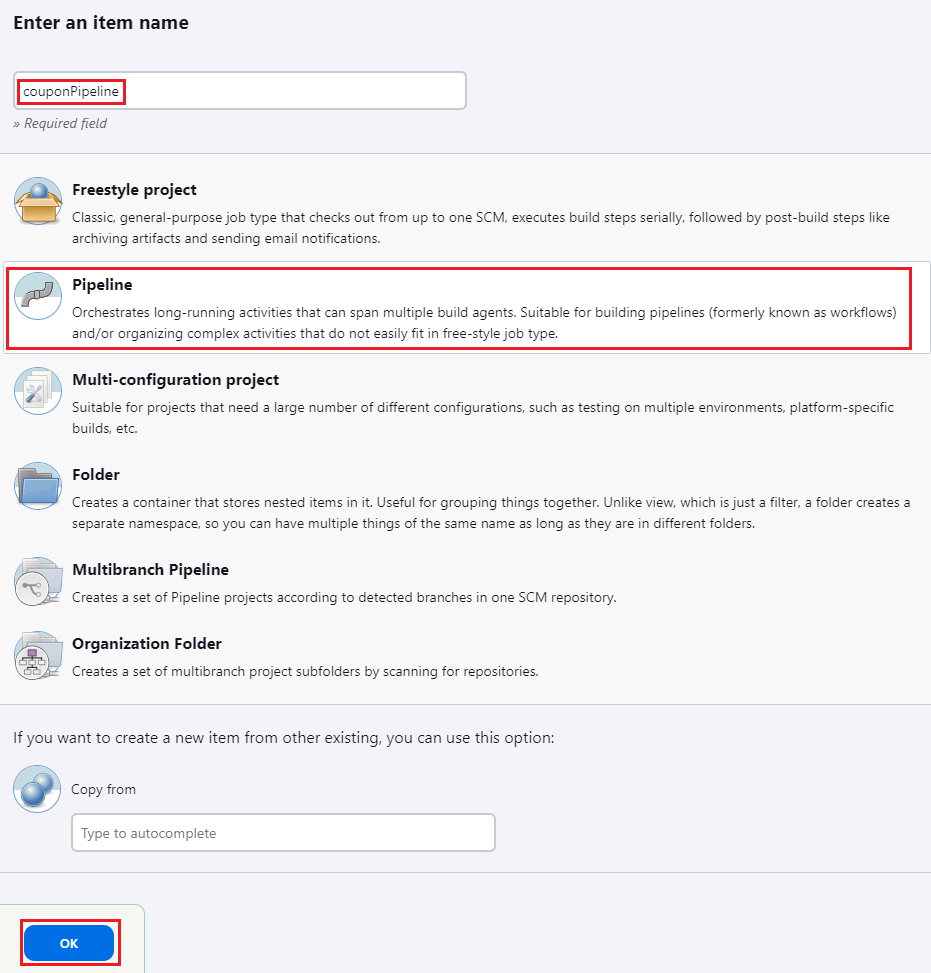 Enter an item name
couponPipeline
» Required field
Freestyle project
Classic, general-purpose job type that checks out from up to one SCM, executes build steps serially, followed by post-build steps like
archiving artifacts and sending email notifications.
Pipeline
Orchestrates long-running activities that can span multiple build agents. Suitable for building pipelines (formerly known as workflows)
and/or organizing complex activities that do not easily fit in free-style job type.
Multi-configuration project
Suitable for projects that need a large number of different configurations, such as testing on multiple environments, platform-specific
builds, etc.
Folder
Creates a container that stores nested items in it. Useful for grouping things together. Unlike view, which is just a filter, a folder creates a
separate namespace, so you can have multiple things of the same name as long as they are in different folders.
Multibranch Pipeline
Creates a set of Pipeline projects according to detected branches in one SCM repository.
Organization Folder
Creates a set of multibranch project subfolders by scanning for repositories.
If you want to create a new item from other existing, you can use this option:
Copy from
Type to autocomplete
OK